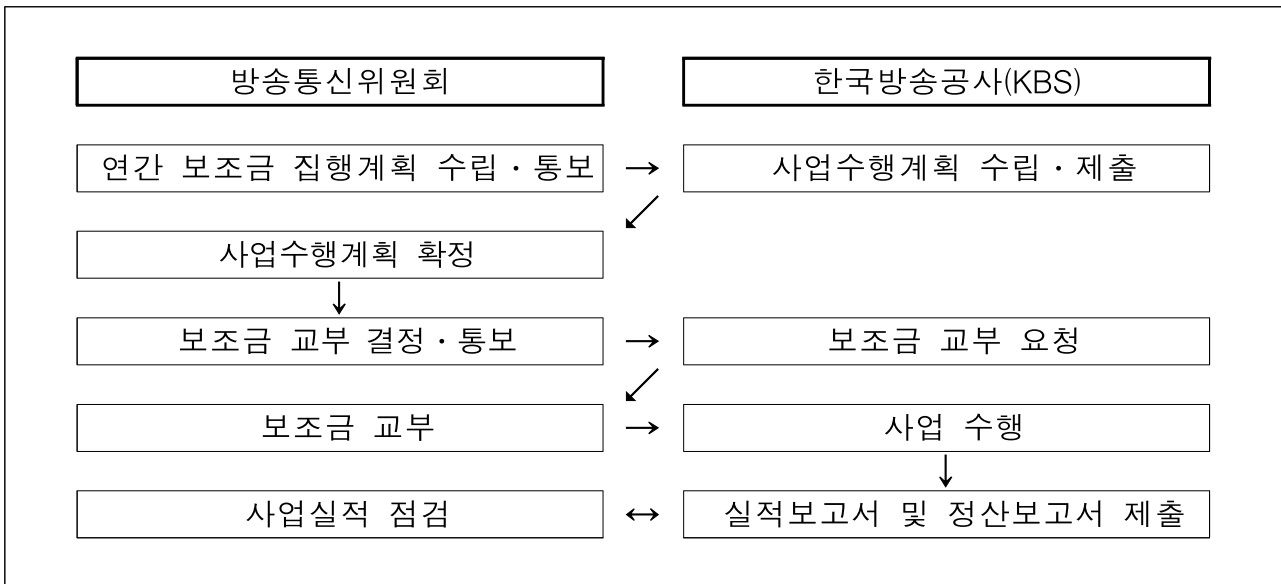 방송통신위원회 한국방송공사(KBS)
연간 보조금 집행계획 수립·통보 → 사업수행계획 수립·제출
↙
사업수행계획 확정
↓
보조금 교부 결정·통보 → 보조금 교부 요청
↙
보조금 교부 → 사업 수행
↓
사업실적 점검 ↔ 실적보고서 및 정산보고서 제출